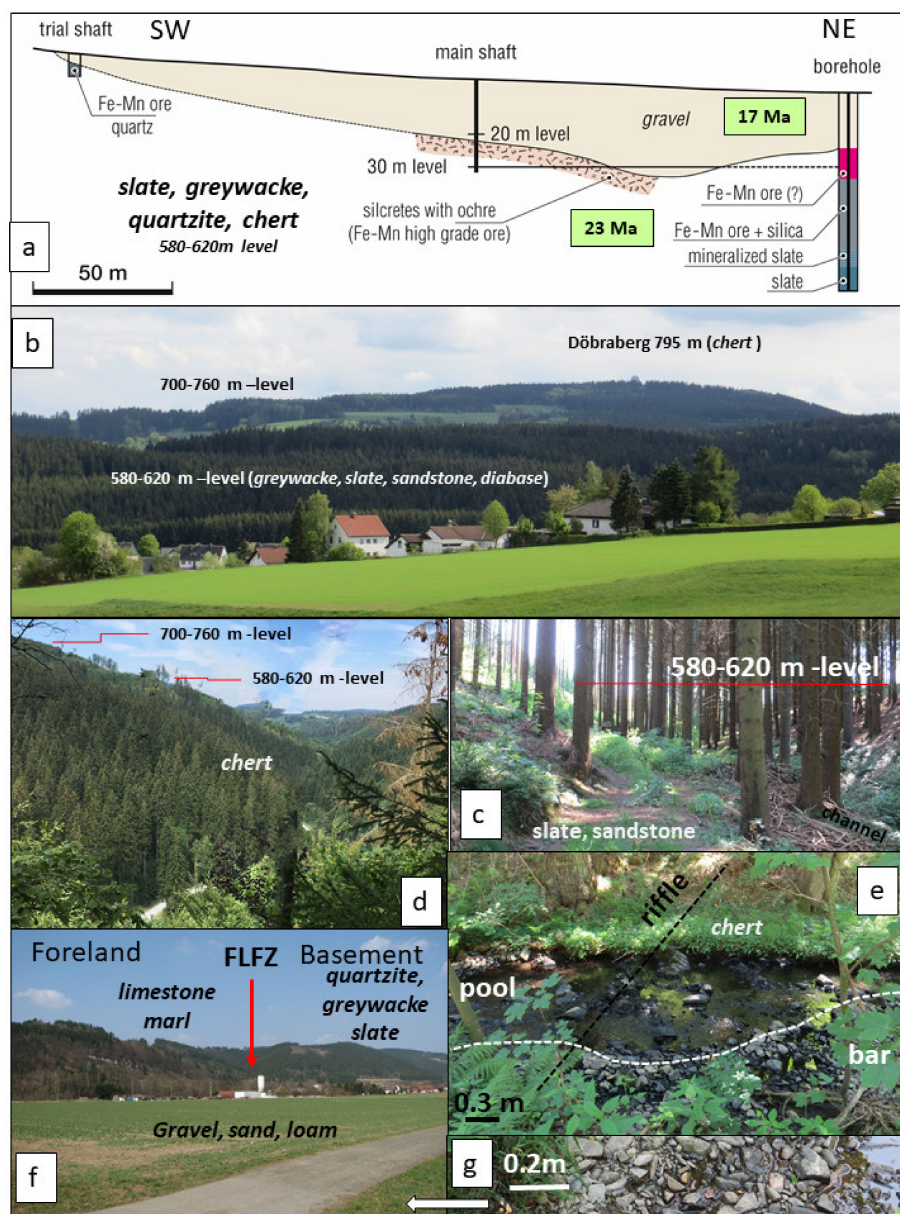 a
SW
NE
trial shaft
main shaft
borehole
Fe-Mn ore
quartz
gravel
17 Ma
20 m level
30 m level
slate, greywacke,
quartzite, chert
580-620m level
silcretes with ochre
(Fe-Mn high grade ore)
23 Ma
Fe-Mn ore (?)
Fe-Mn ore + silica
mineralized slate
slate
50 m
b
Döbraberg 795 m (chert )
700-760 m –level
580-620 m –level (greywacke, slate, sandstone, diabase)
700-760 m -level
580-620 m -level
chert
d
580-620 m -level
c
slate, sandstone
channel
e
riffle
chert
pool
bar
0.3 m
Foreland
FLFZ
Basement
limestone
marl
quartzite,
greywacke
slate
Gravel, sand, loam
f
g
0.2m